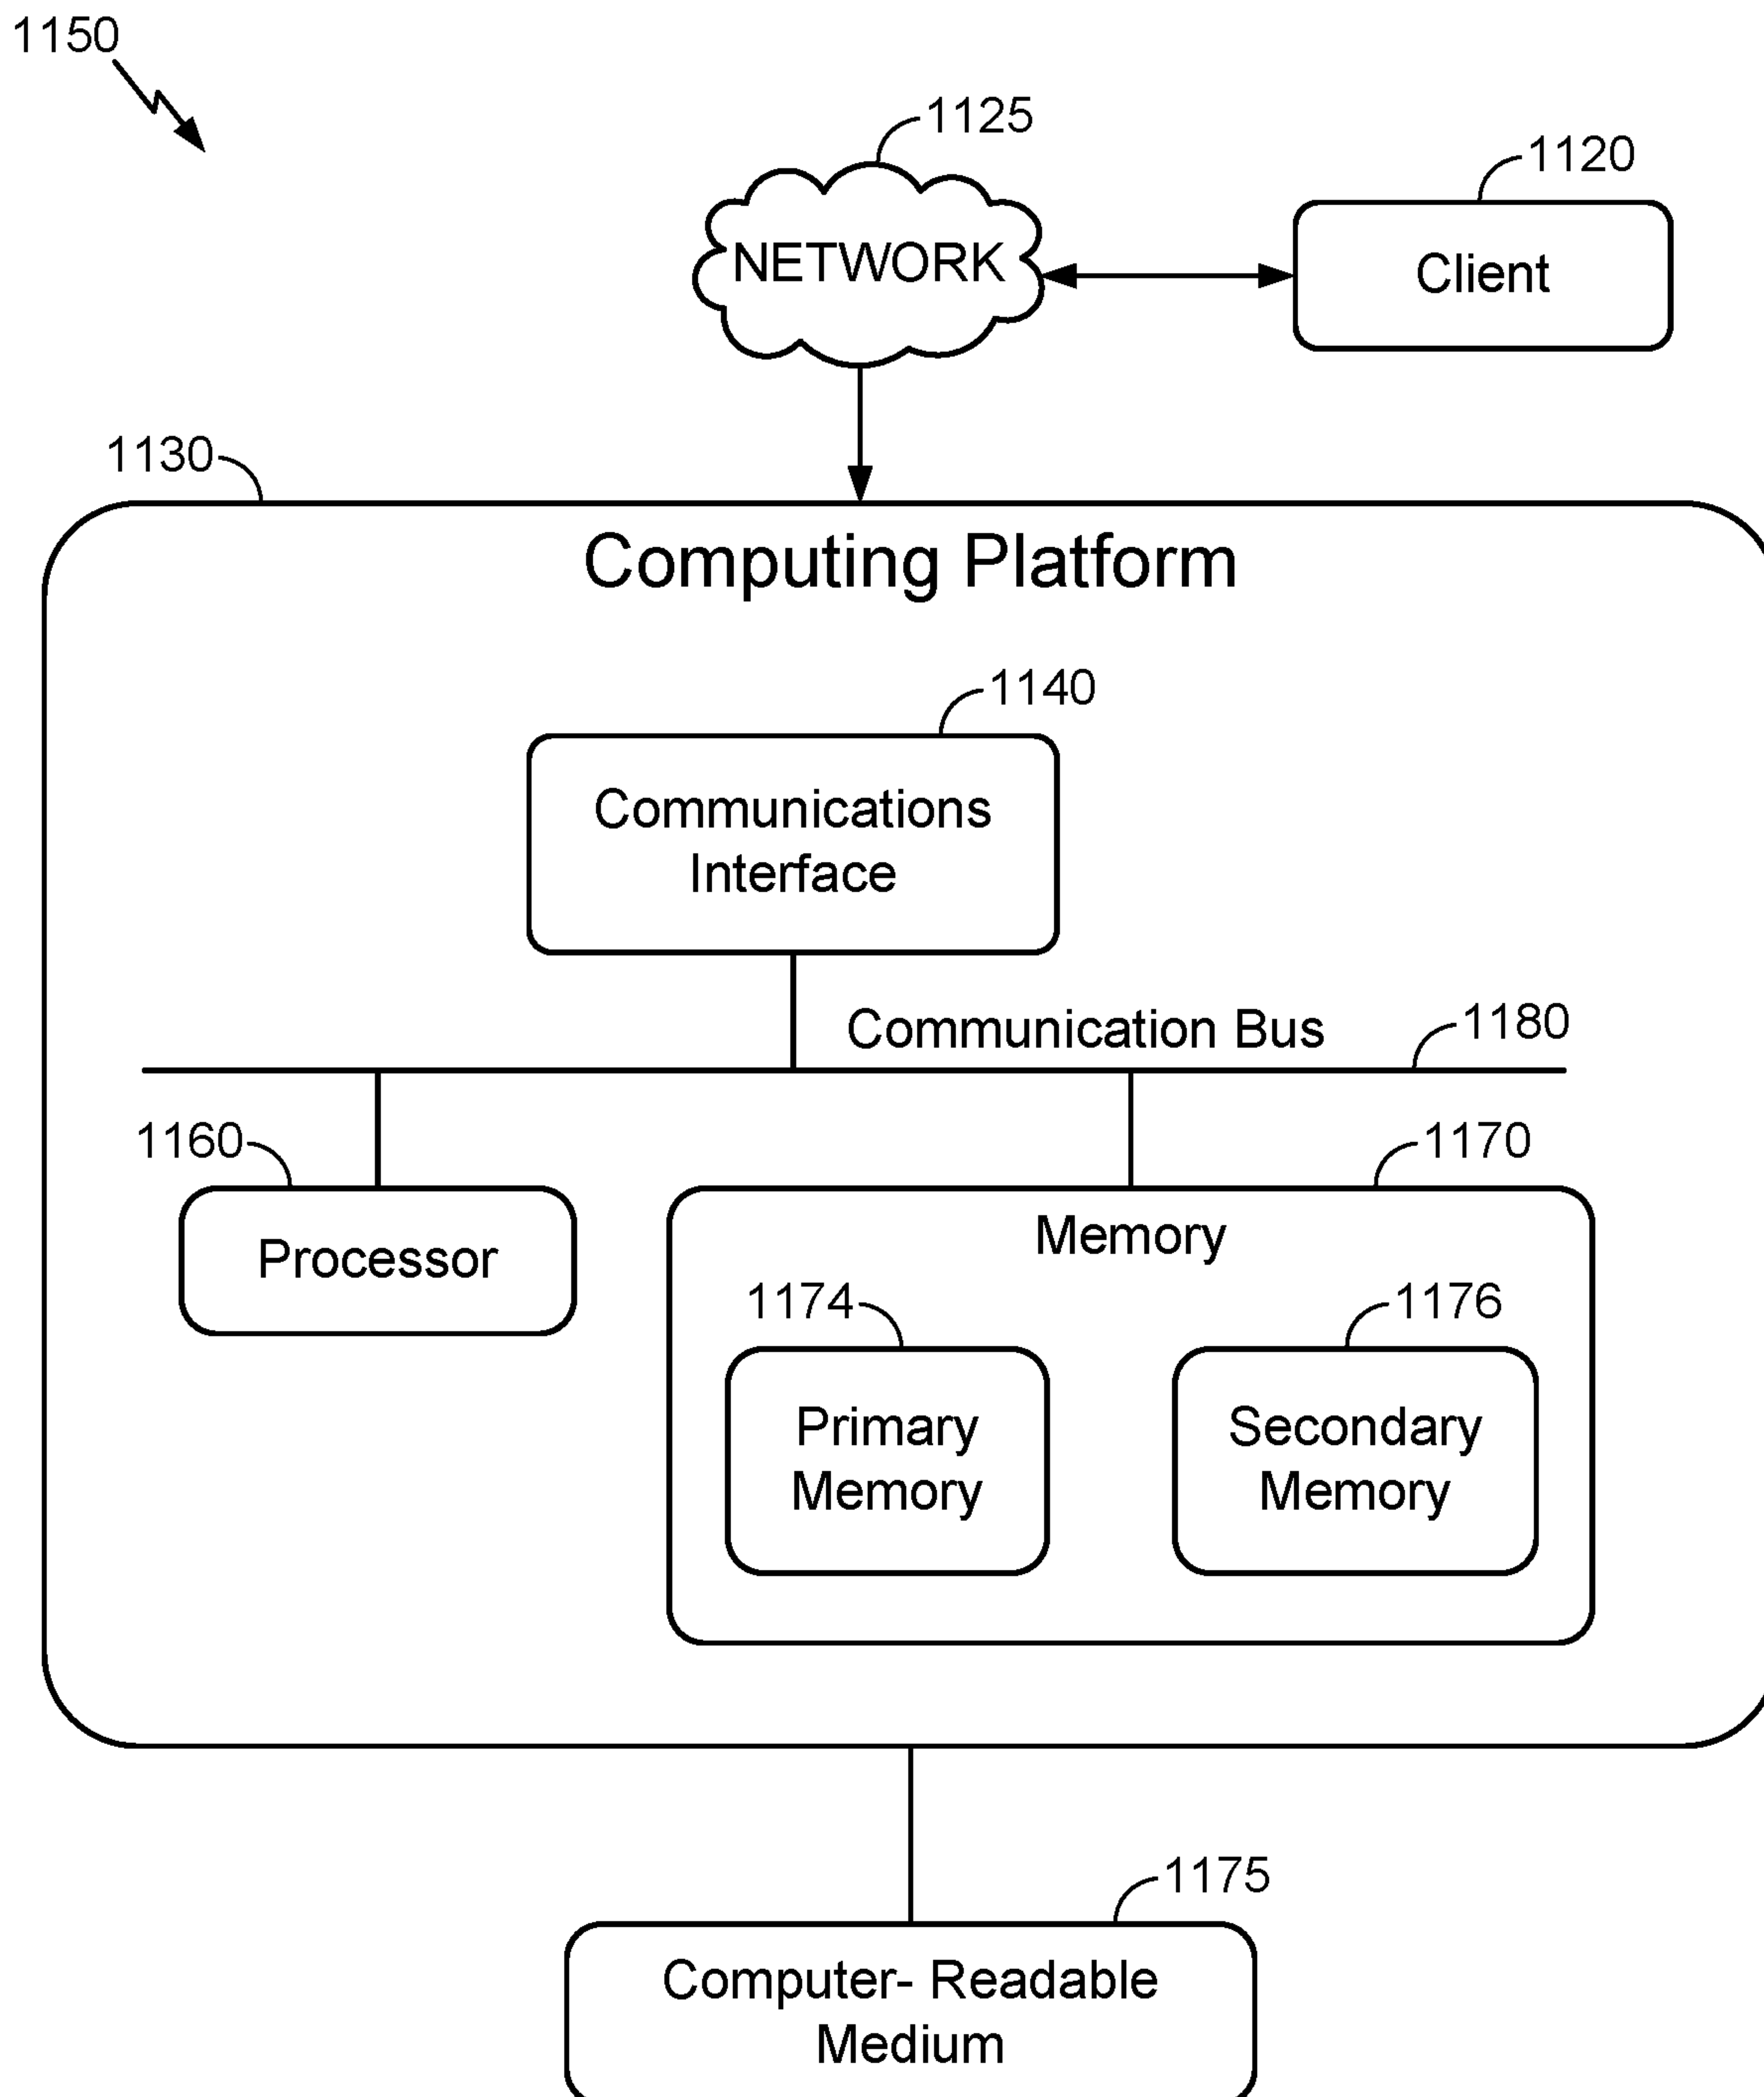 1150
1125
1120
NETWORK
Client
1130
Computing Platform
1140
Communications
Interface
Communication Bus
1180
1160
1170
Processor
Memory
1174
1176
Primary
Memory
Secondary
Memory
1175
Computer- Readable
Medium